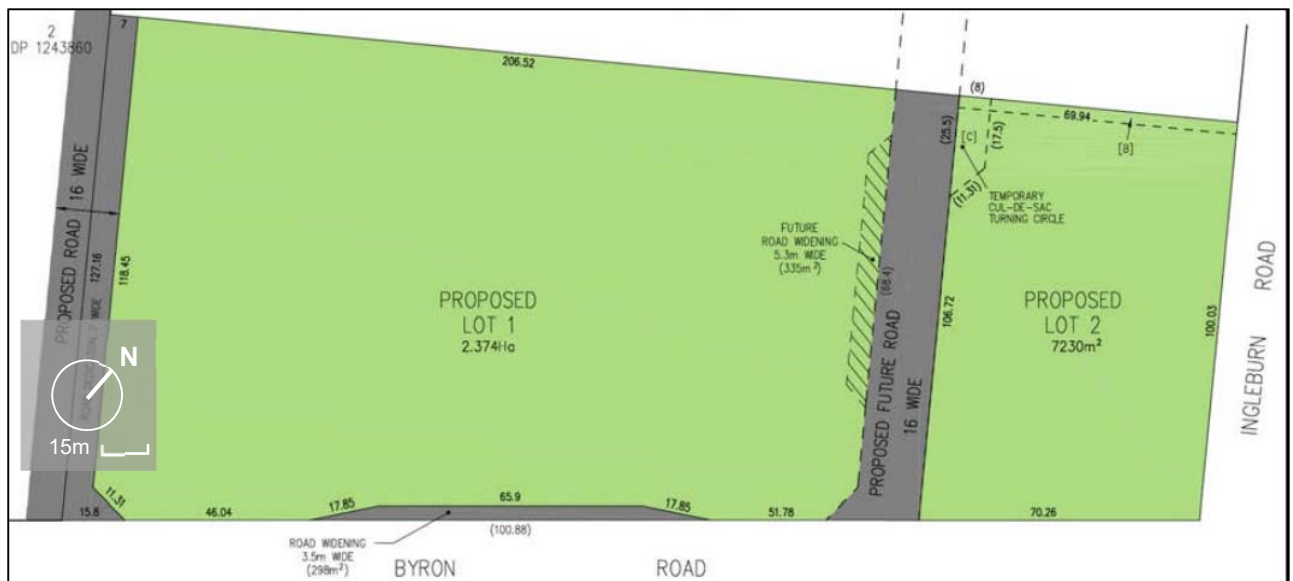 2
DP 1243860
7
206.52
(8)
69.94
[B]
(25.5)
[C]
(17.5)
(11.31)
TEMPORARY
CUL-DE-SAC
TURNING CIRCLE
PROPOSED ROAD 16 WIDE
127.16
118.45
FUTURE
ROAD WIDENING
5.3m WIDE
(335m²)
(68.4)
PROPOSED
LOT 1
2.374Ha
PROPOSED FUTURE ROAD
16 WIDE
106.72
PROPOSED
LOT 2
7230m²
100.03
INGLEBURN ROAD
N
15m
11.31
15.8
46.04
17.85
65.9
17.85
51.78
70.26
(100.88)
ROAD WIDENING
3.5m WIDE
(298m²)
BYRON ROAD